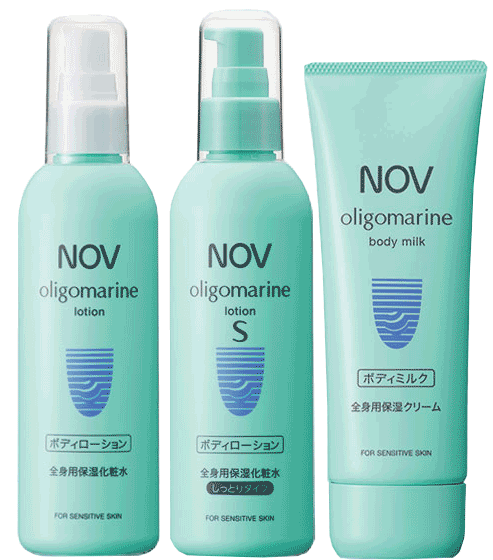 NOV
oligomarine
lotion
ボディローション
全身用保湿化粧水
FOR SENSITIVE SKIN
NOV
oligomarine
lotion
S
ボディローション
全身用保湿化粧水
しっとりタイプ
FOR SENSITIVE SKIN
NOV
oligomarine
body milk
ボディミルク
全身用保湿クリーム
FOR SENSITIVE SKIN